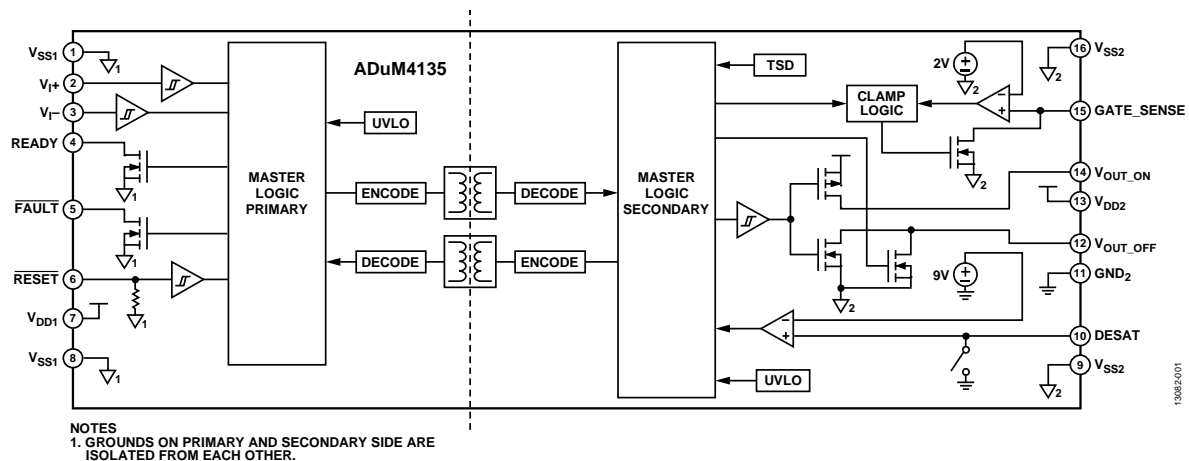 ADuM4135
VSS1 1
VI+ 2
VI− 3
READY 4
FAULT 5
RESET 6
VDD1 7
VSS1 8
1
1
1
1
1
MASTER
LOGIC
PRIMARY
UVLO
ENCODE
DECODE
DECODE
ENCODE
MASTER
LOGIC
SECONDARY
TSD
CLAMP
LOGIC
2V
2
2
2
9V
2
UVLO
2
16 VSS2
15 GATE_SENSE
14 VOUT_ON
13 VDD2
12 VOUT_OFF
11 GND2
10 DESAT
9 VSS2
NOTES
1. GROUNDS ON PRIMARY AND SECONDARY SIDE ARE
ISOLATED FROM EACH OTHER.
13082-001